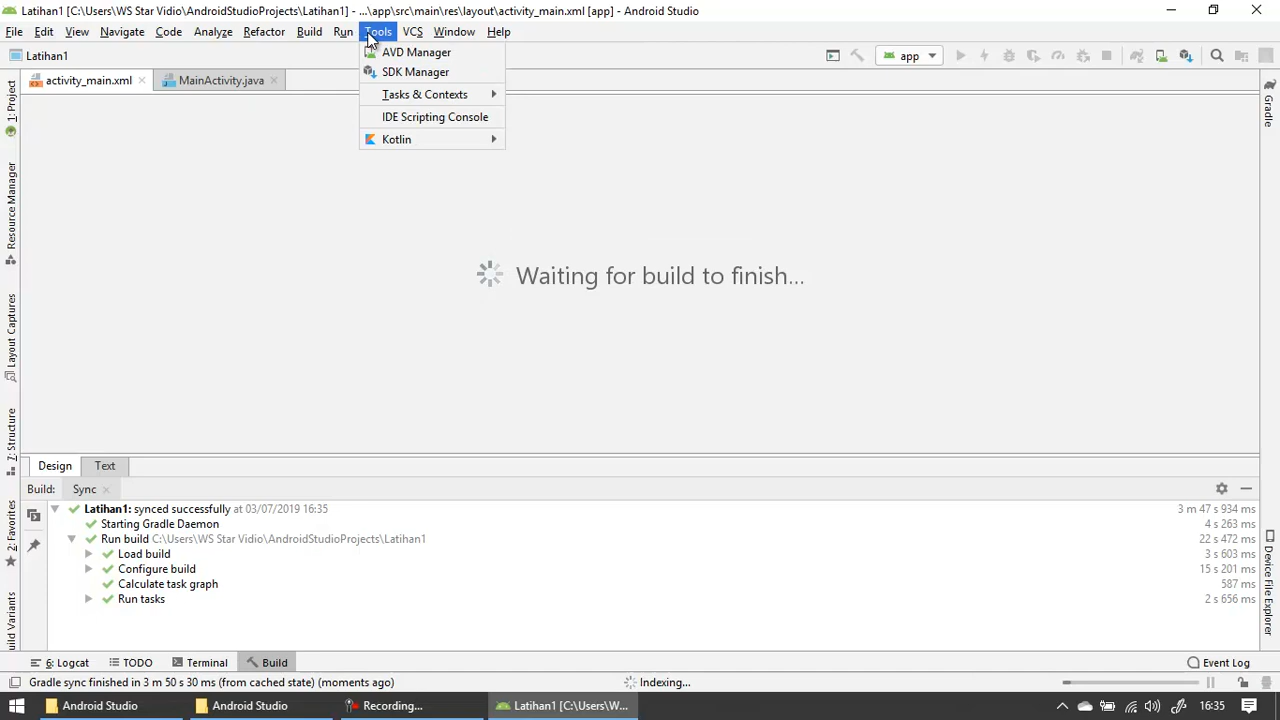 Latihan1 [C:\Users\WS Star Vidio\AndroidStudioProjects\Latihan1] - ...\app\src\main\res\layout\activity_main.xml [app] - Android Studio
File Edit View Navigate Code Analyze Refactor Build Run Tools VCS Window Help
Latihan1
app
activity_main.xml
MainActivity.java
AVD Manager
SDK Manager
Tasks & Contexts
IDE Scripting Console
Kotlin
1: Project
Resource Manager
Layout Captures
7: Structure
2: Favorites
uild Variants
Gradle
Device File Explorer
Waiting for build to finish...
Design Text
Build: Sync
Latihan1: synced successfully at 03/07/2019 16:35 3 m 47 s 934 ms
Starting Gradle Daemon 4 s 263 ms
Run build C:\Users\WS Star Vidio\AndroidStudioProjects\Latihan1 22 s 472 ms
Load build 3 s 603 ms
Configure build 15 s 201 ms
Calculate task graph 587 ms
Run tasks 2 s 656 ms
6: Logcat TODO Terminal Build Event Log
Gradle sync finished in 3 m 50 s 30 ms (from cached state) (moments ago) Indexing...
Android Studio Android Studio Recording... Latihan1 [C:\Users\W... 16:35